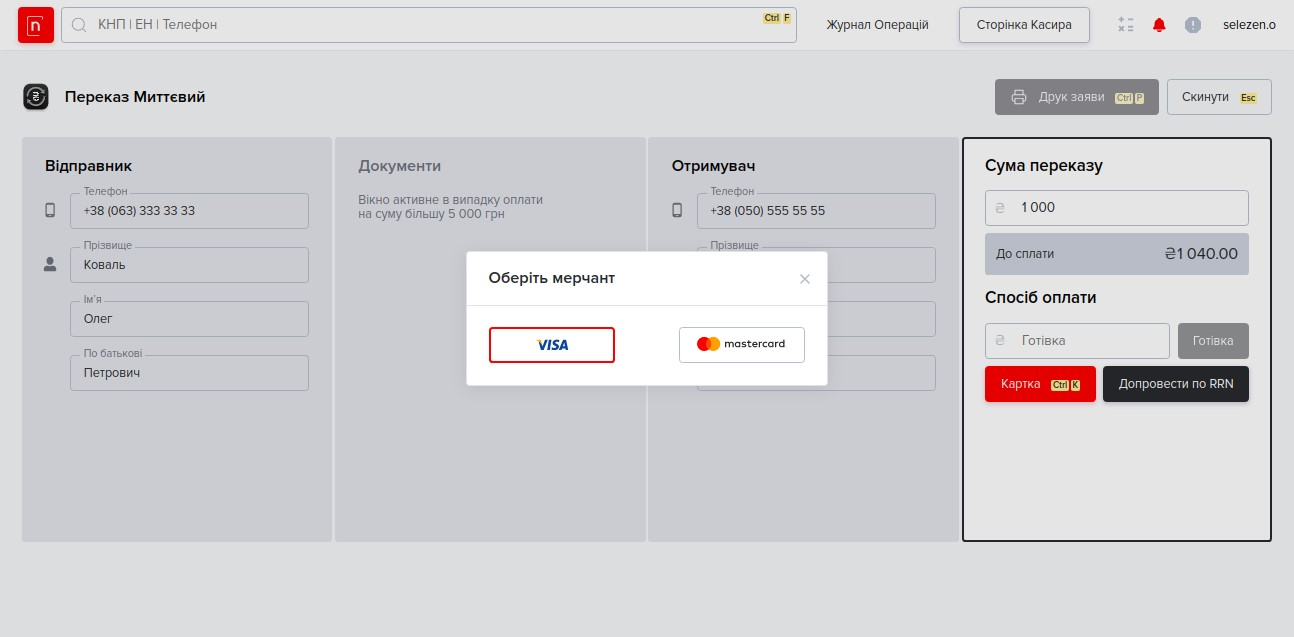 n
КНП | ЕН | Телефон
Ctrl F
Журнал Операцій
Сторінка Касира
selezen.o
Переказ Миттєвий
Друк заяви Ctrl P
Скинути Esc
Відправник
Телефон
+38 (063) 333 33 33
Прізвище
Коваль
Ім'я
Олег
По батькові
Петрович
Документи
Вікно активне в випадку оплати
на суму більшу 5 000 грн
Отримувач
Телефон
+38 (050) 555 55 55
Прізвище
Оберіть мерчант
VISA
mastercard
Сума переказу
₴ 1 000
До сплати ₴1 040.00
Спосіб оплати
₴ Готівка
Готівка
Картка Ctrl K
Допровести по RRN